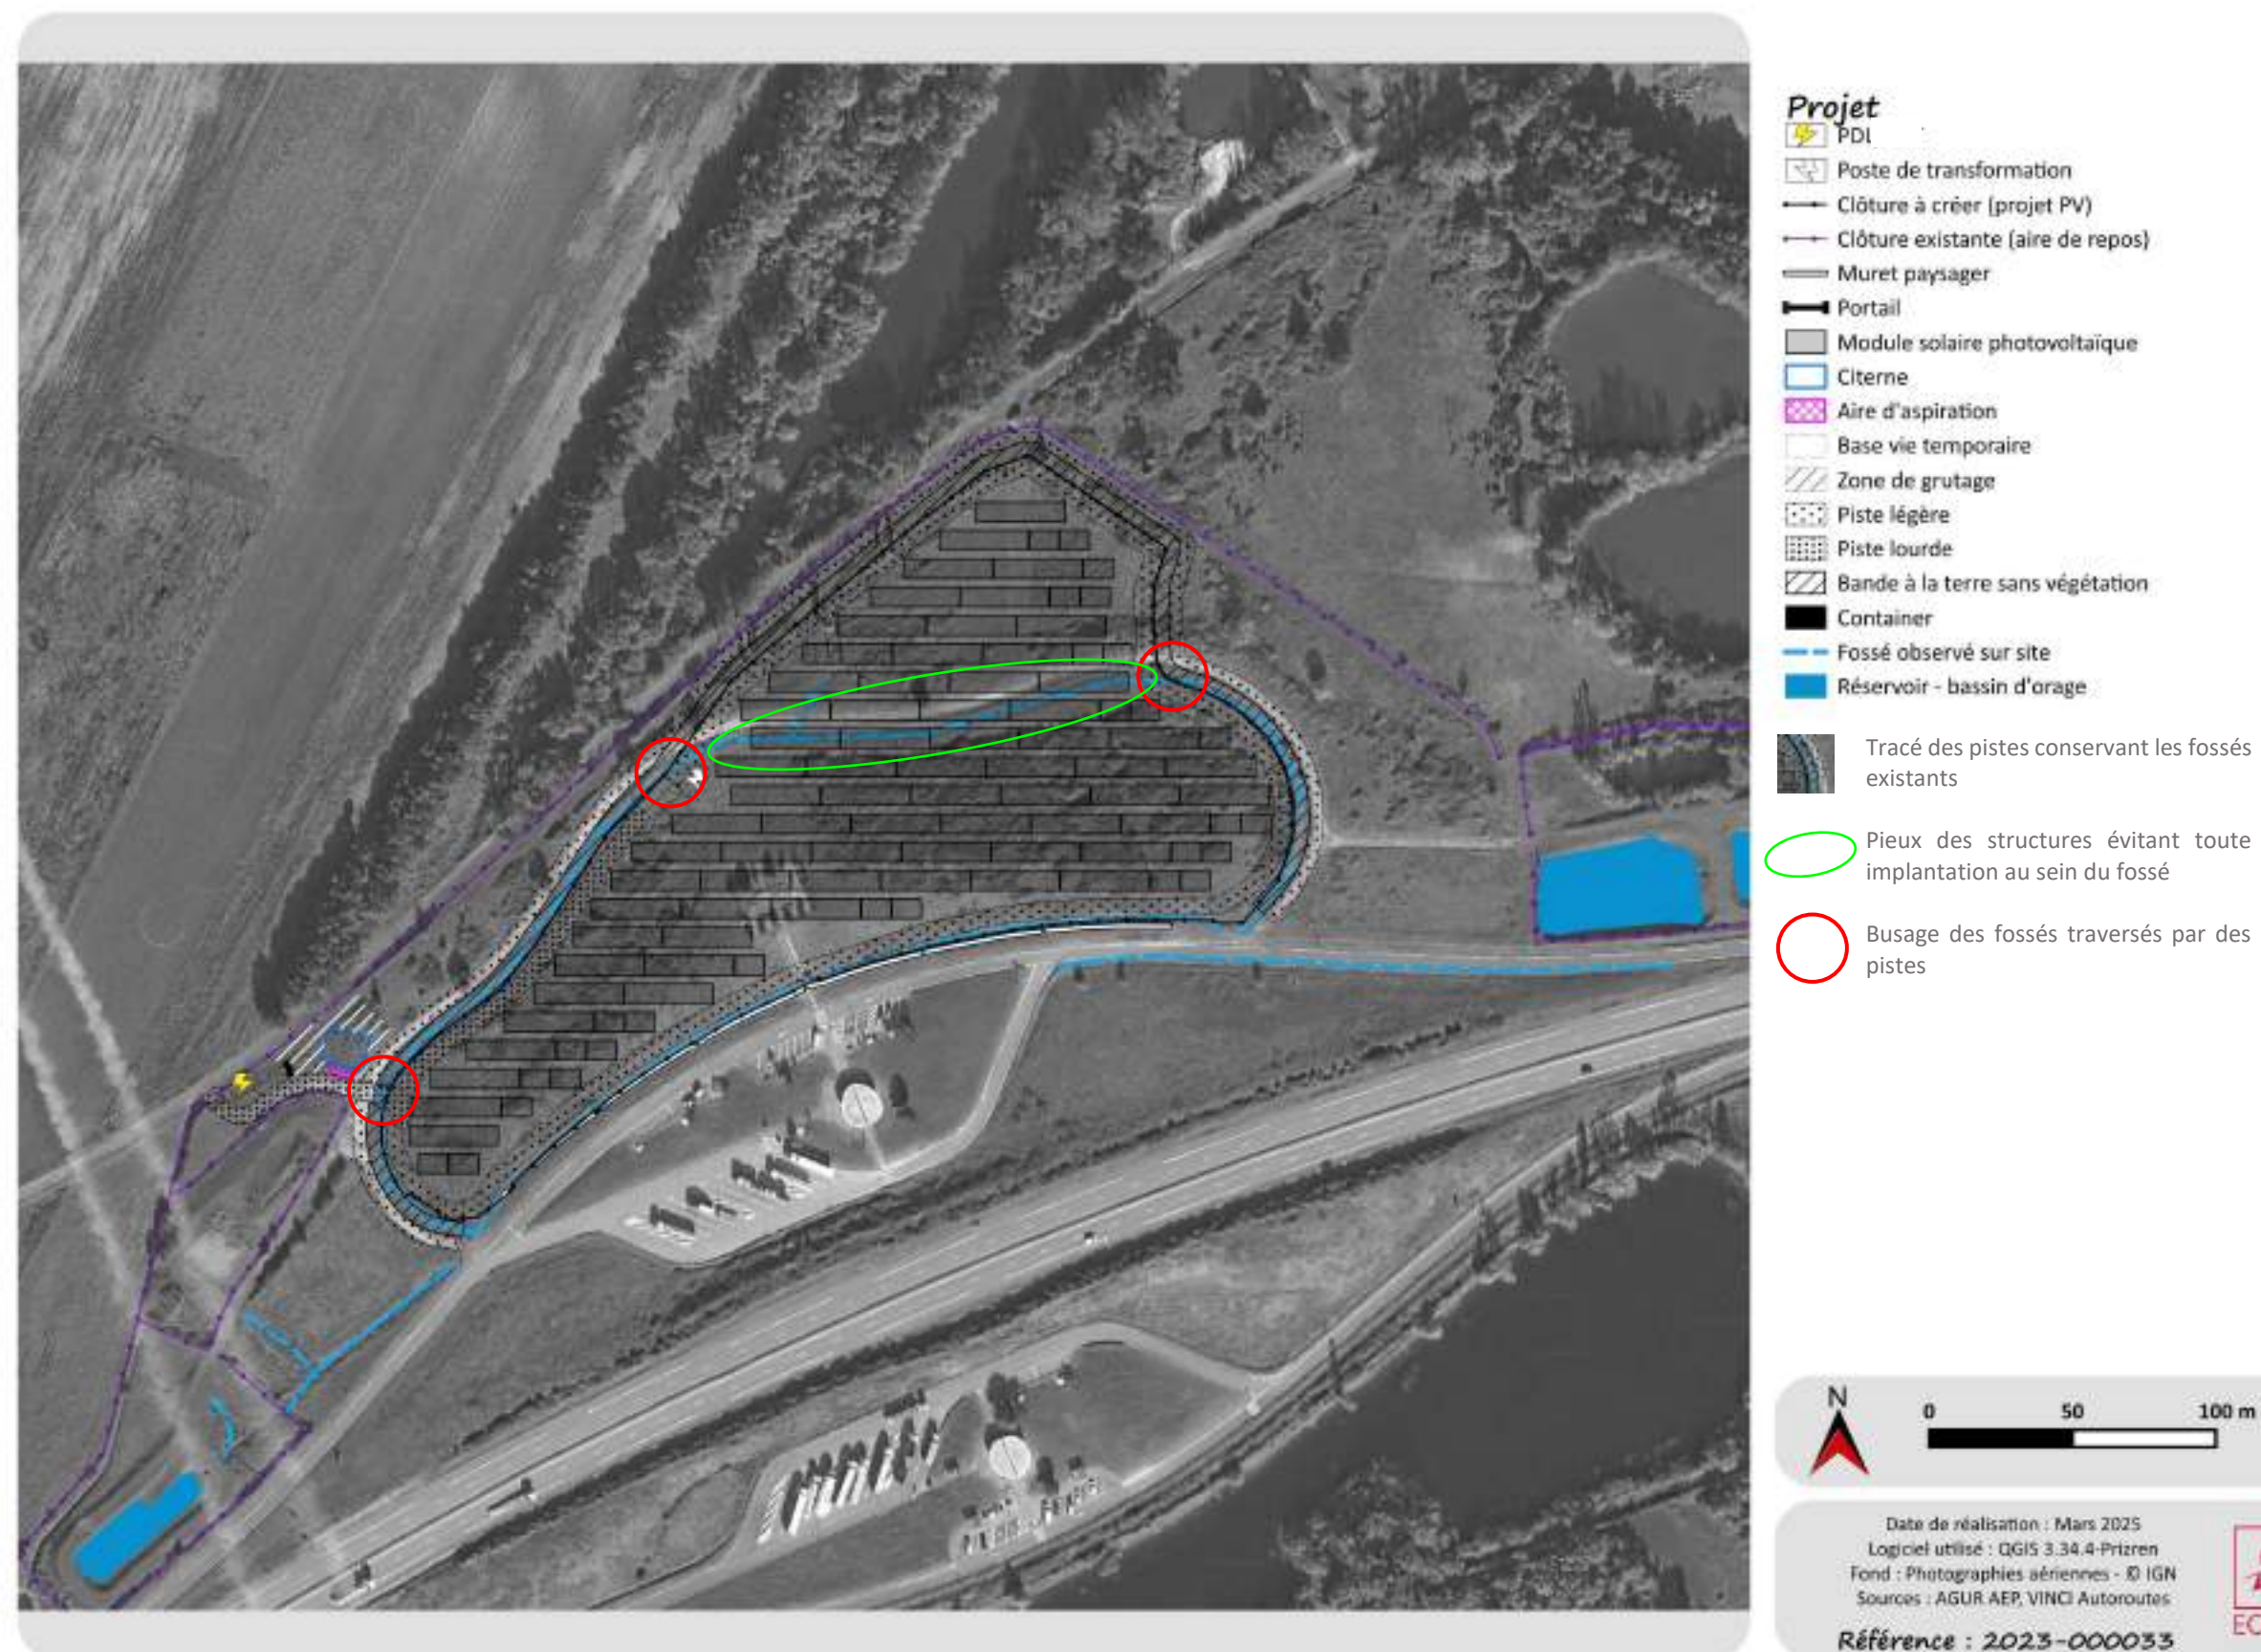 Projet
PDL
Poste de transformation
Clôture à créer (projet PV)
Clôture existante (aire de repos)
Muret paysager
Portail
Module solaire photovoltaïque
Citerne
Aire d'aspiration
Base vie temporaire
Zone de grutage
Piste légère
Piste lourde
Bande à la terre sans végétation
Container
Fossé observé sur site
Réservoir - bassin d'orage
Tracé des pistes conservant les fossés
existants
Pieux des structures évitant toute
implantation au sein du fossé
Busage des fossés traversés par des
pistes
N
0 50 100 m
Date de réalisation : Mars 2025
Logiciel utilisé : QGIS 3.34.4-Prizren
Fond : Photographies aériennes - © IGN
Sources : AGUR AEP, VINCI Autoroutes
Référence : 2023-000033